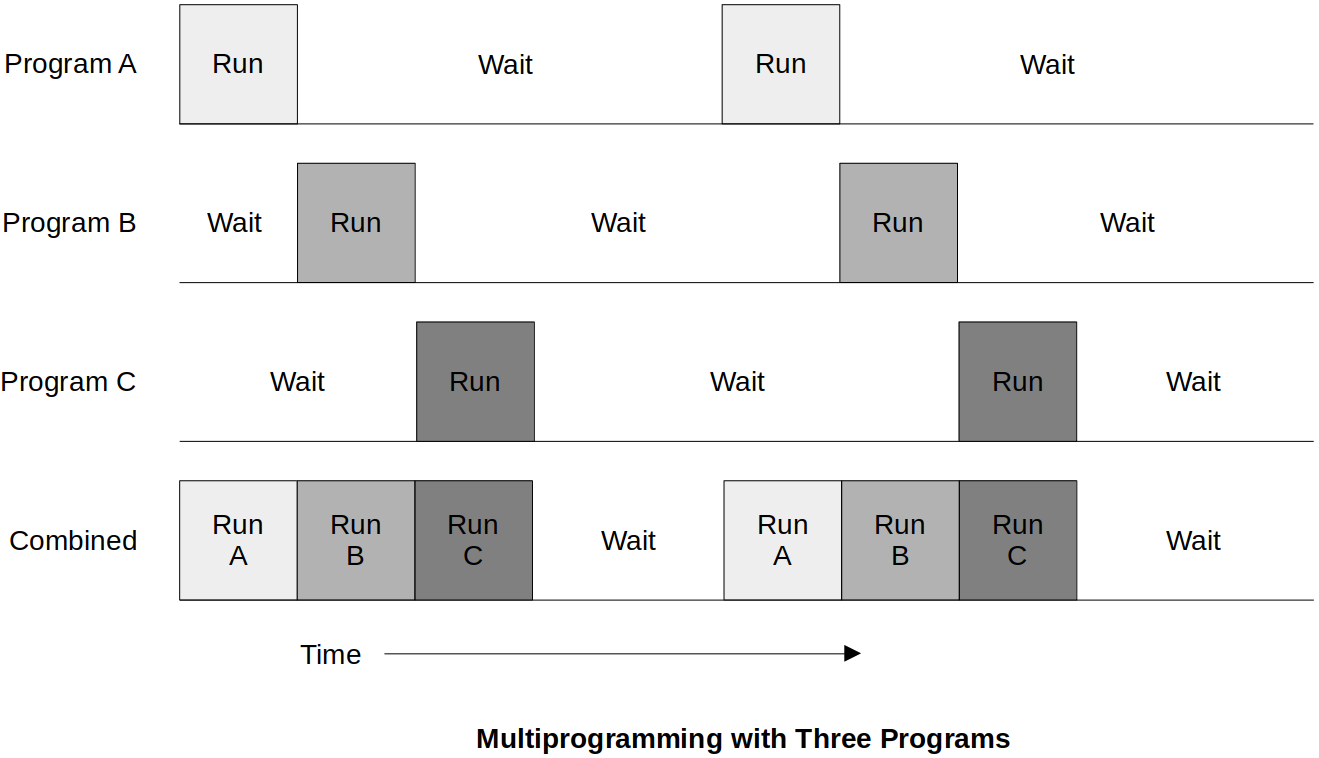 Program A Run Wait Run Wait
Program B Wait Run Wait Run Wait
Program C Wait Run Wait Run Wait
Combined Run A Run B Run C Wait Run A Run B Run C Wait
Time
Multiprogramming with Three Programs